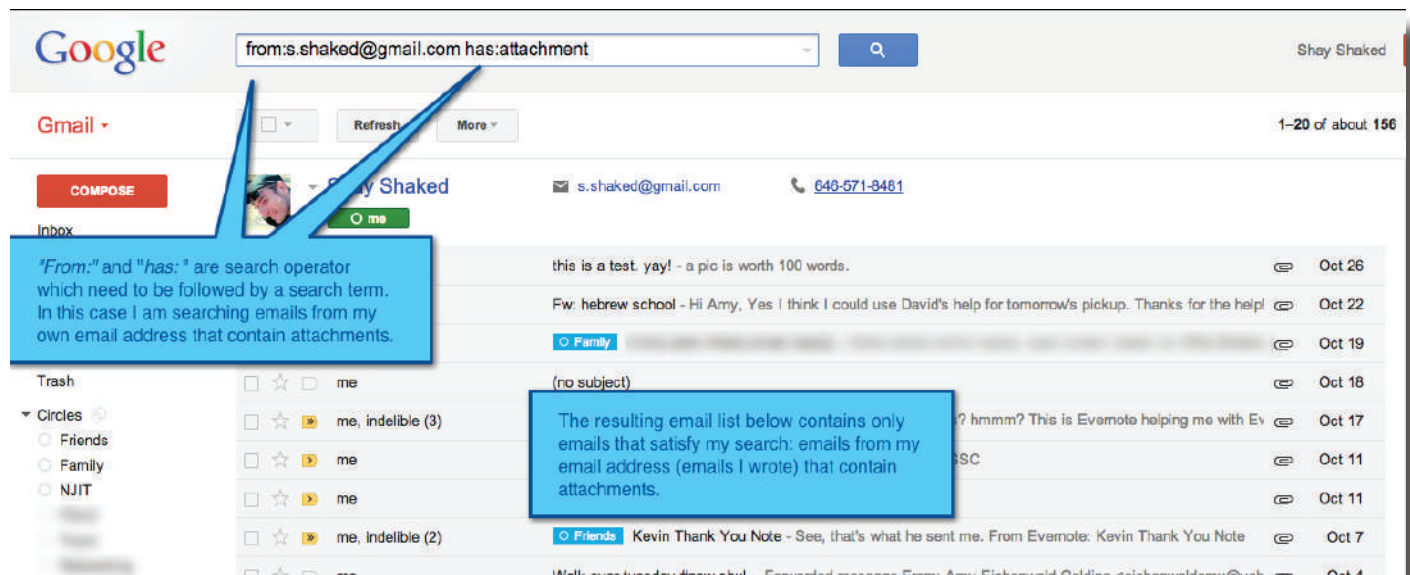 Google
from:s.shaked@gmail.com has:attachment
Shay Shaked
Gmail
Refresh
More
1–20 of about 156
COMPOSE
Shaked
s.shaked@gmail.com
646-571-8481
me
Inbox
"From:" and "has: " are search operator
which need to be followed by a search term.
In this case I am searching emails from my
own email address that contain attachments.
this is a test. yay! - a pic is worth 100 words.
Oct 26
Fw: hebrew school - Hi Amy, Yes I think I could use David's help for tomorrow's pickup. Thanks for the help!
Oct 22
Family
Oct 19
Trash
me
(no subject)
Oct 18
Circles
Friends
Family
NJIT
me, indelible (3)
? hmmm? This is Evernote helping me with Ev
Oct 17
The resulting email list below contains only
emails that satisfy my search: emails from my
email address (emails I wrote) that contain
attachments.
me
SSC
Oct 11
me
Oct 11
me, indelible (2)
Friends Kevin Thank You Note - See, that's what he sent me. From Evernote: Kevin Thank You Note
Oct 7